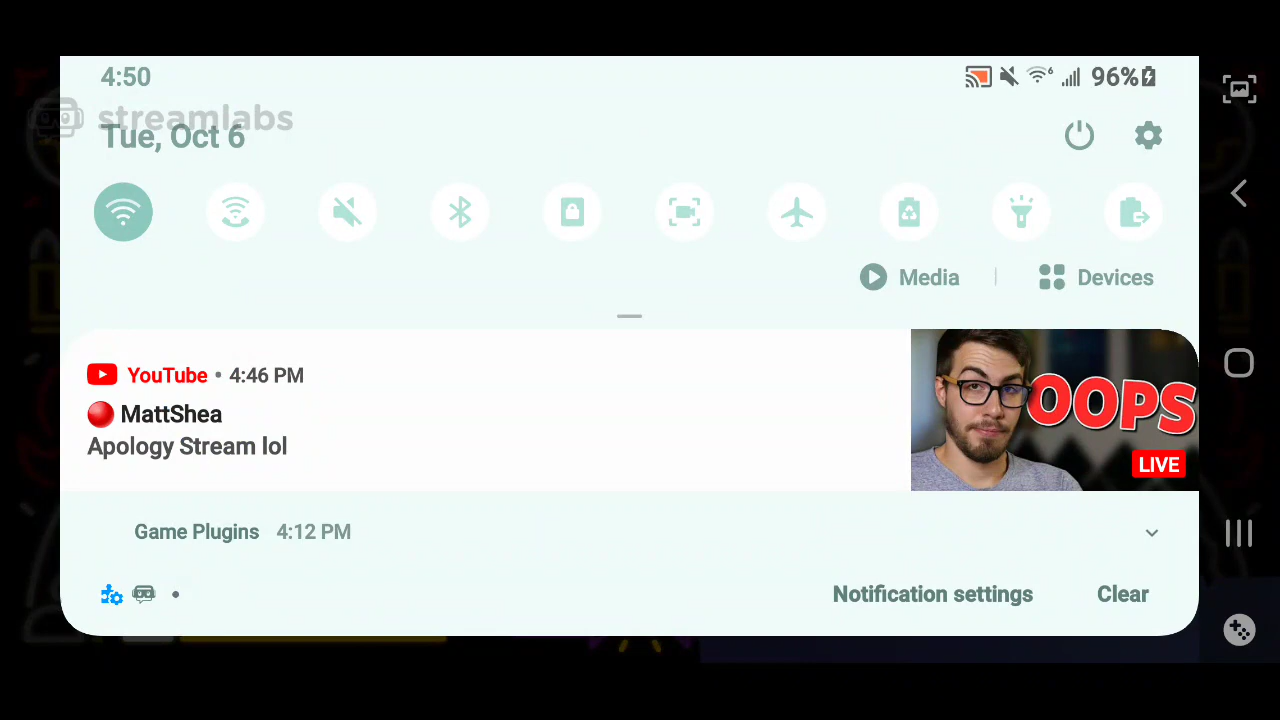 4:50
96%
streamlabs
Tue, Oct 6
Media
Devices
YouTube • 4:46 PM
MattShea
Apology Stream lol
OOPS
LIVE
Game Plugins 4:12 PM
Notification settings
Clear